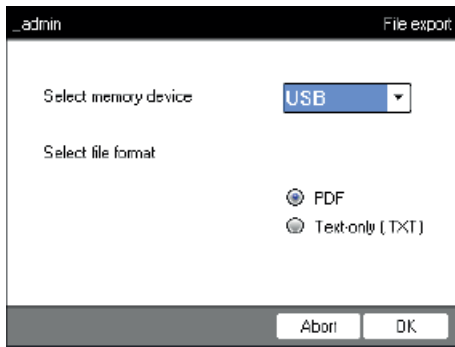 _admin File export
Select memory device USB
Select file format
PDF
Text-only (.TXT)
Abort OK